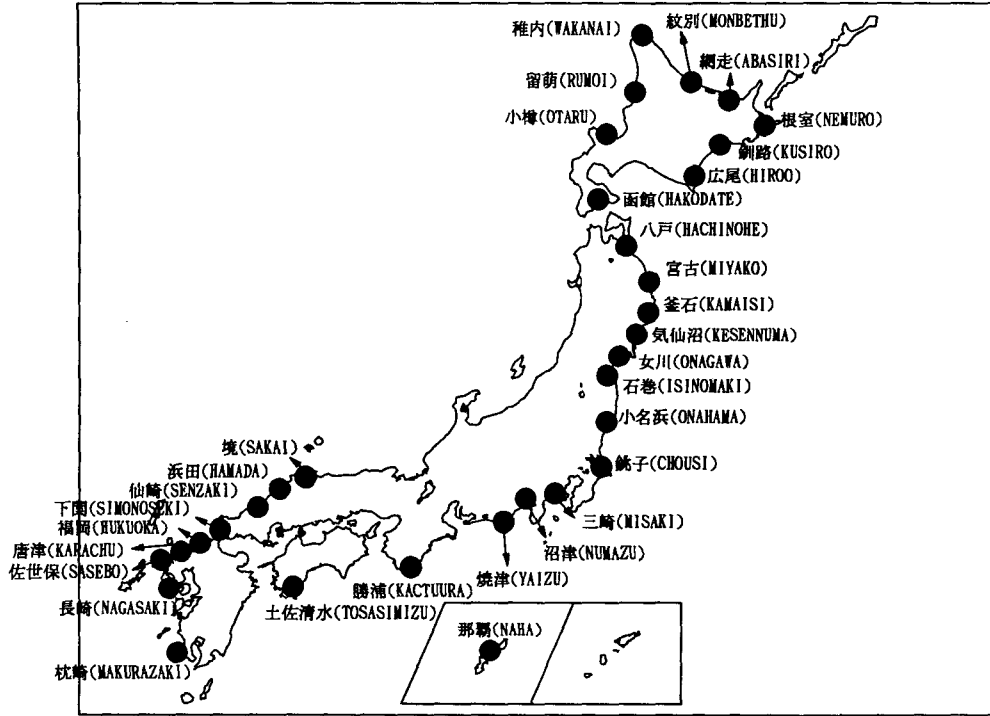 稚内(WAKANAI)
紋別(MONBETHU)
網走(ABASIRI)
留萌(RUMOI)
小樽(OTARU)
根室(NEMURO)
釧路(KUSIRO)
広尾(HIROO)
函館(HAKODATE)
八戸(HACHINOHE)
宮古(MIYAKO)
釜石(KAMAISI)
気仙沼(KESENNUMA)
女川(ONAGAWA)
石巻(ISINOMAKI)
小名浜(ONAHAMA)
銚子(CHOUSI)
境(SAKAI)
浜田(HAMADA)
仙崎(SENZAKI)
下関(SIMONOSEKI)
福岡(HUKUOKA)
唐津(KARACHU)
佐世保(SASEBO)
長崎(NAGASAKI)
枕崎(MAKURAZAKI)
三崎(MISAKI)
沼津(NUMAZU)
焼津(YAIZU)
勝浦(KACTUURA)
土佐清水(TOSASIMIZU)
那覇(NAHA)